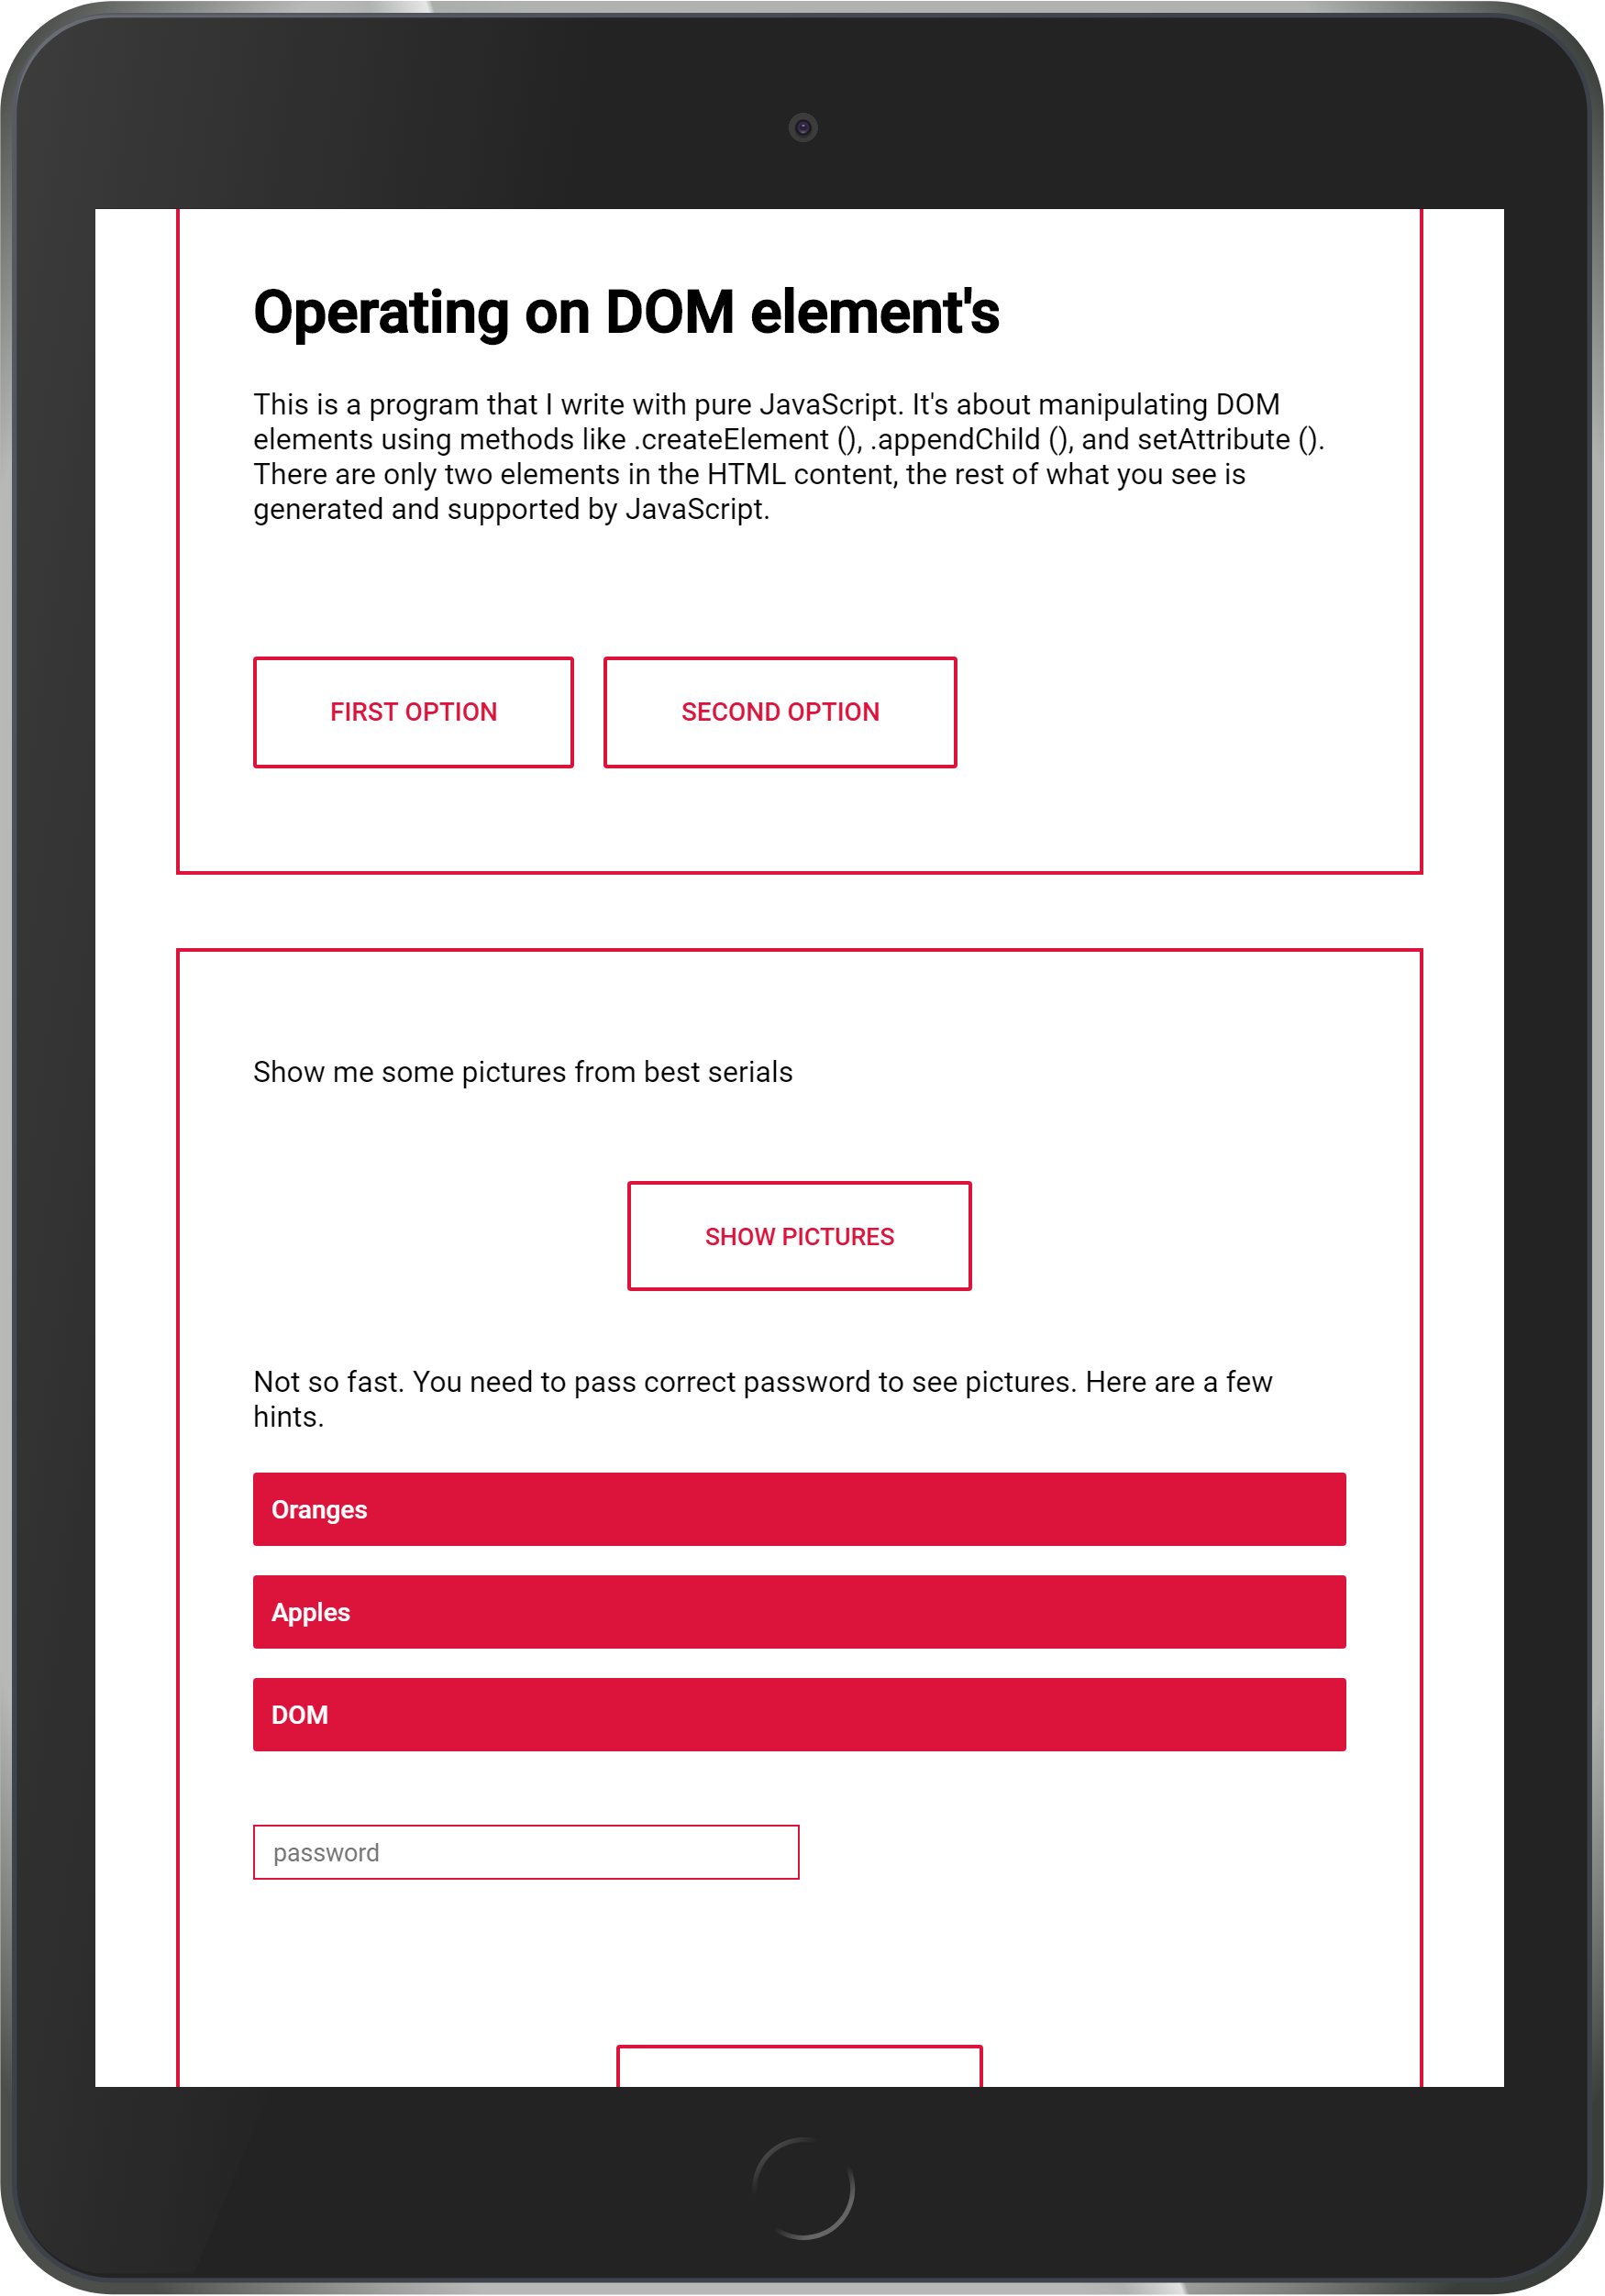 Operating on DOM element's
This is a program that I write with pure JavaScript. It's about manipulating DOM
elements using methods like .createElement (), .appendChild (), and setAttribute ().
There are only two elements in the HTML content, the rest of what you see is
generated and supported by JavaScript.
FIRST OPTION
SECOND OPTION
Show me some pictures from best serials
SHOW PICTURES
Not so fast. You need to pass correct password to see pictures. Here are a few
hints.
Oranges
Apples
DOM
password